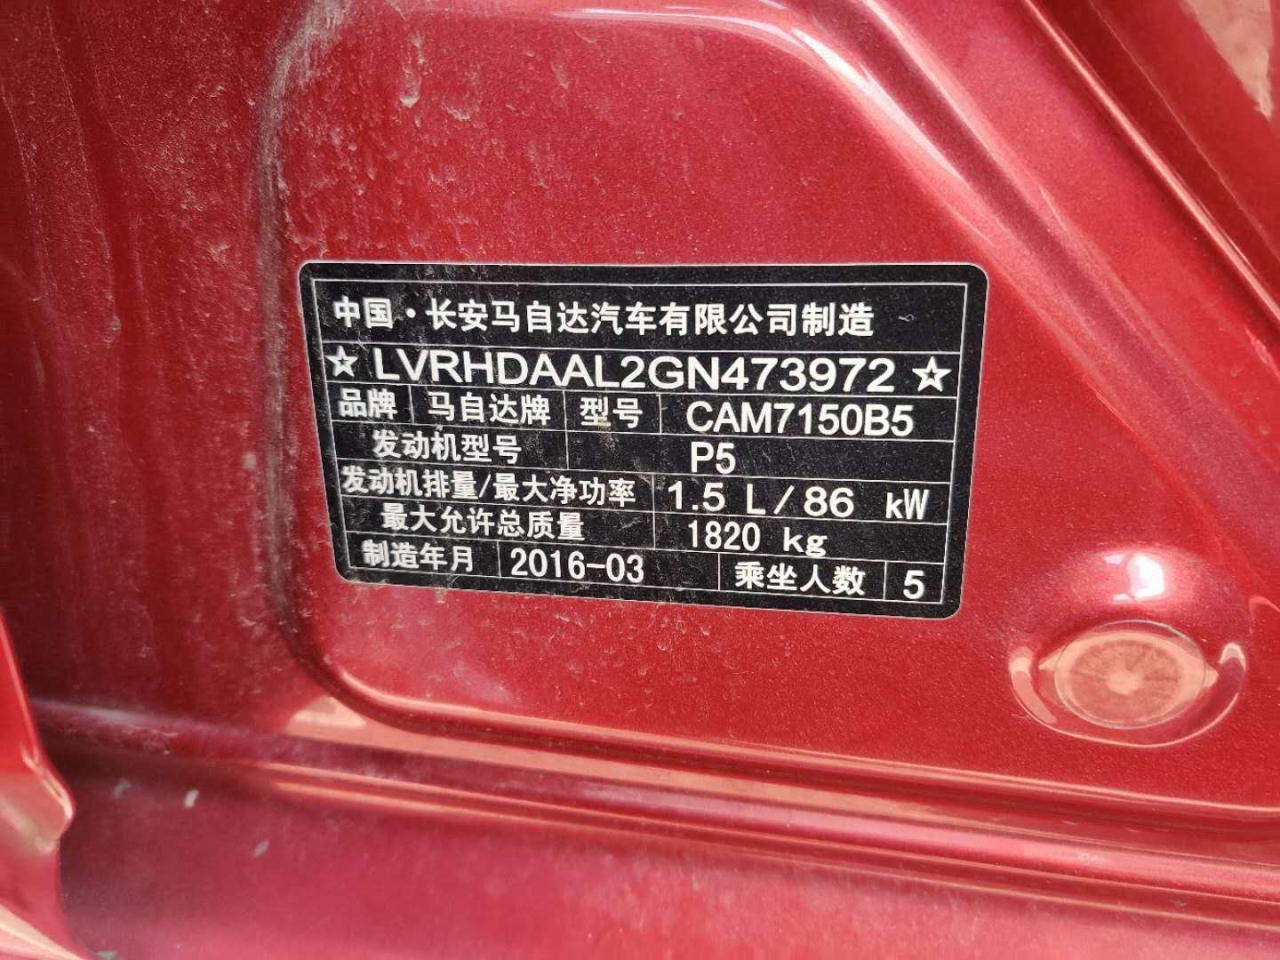 中国·长安马自达汽车有限公司制造
☆ LVRHDAAL2GN473972 ☆
品牌 马自达牌 型号 CAM7150B5
发动机型号 P5
发动机排量/最大净功率 1.5 L/86 kW
最大允许总质量 1820 kg
制造年月 2016-03 乘坐人数 5